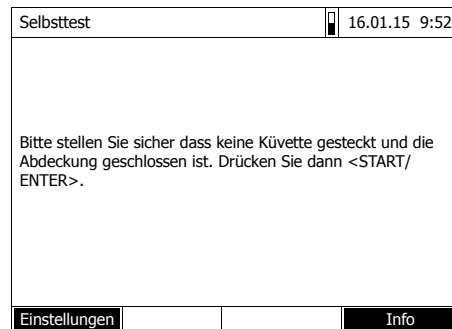 Selbsttest 16.01.15 9:52
Bitte stellen Sie sicher dass keine Küvette gesteckt und die
Abdeckung geschlossen ist. Drücken Sie dann <START/
ENTER>.
Einstellungen Info